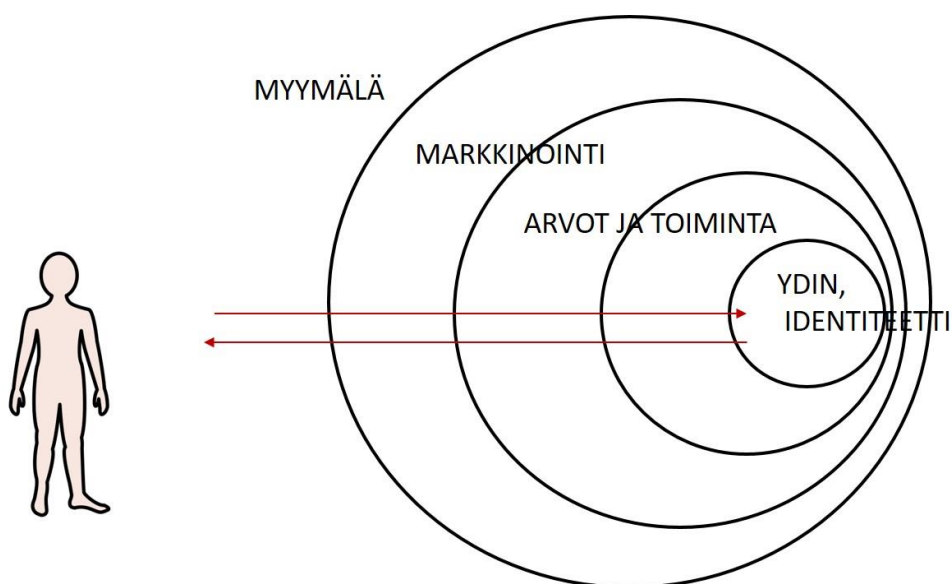 MYYMÄLÄ
MARKKINOINTI
ARVOT JA TOIMINTA
YDIN,
IDENTITEETTI